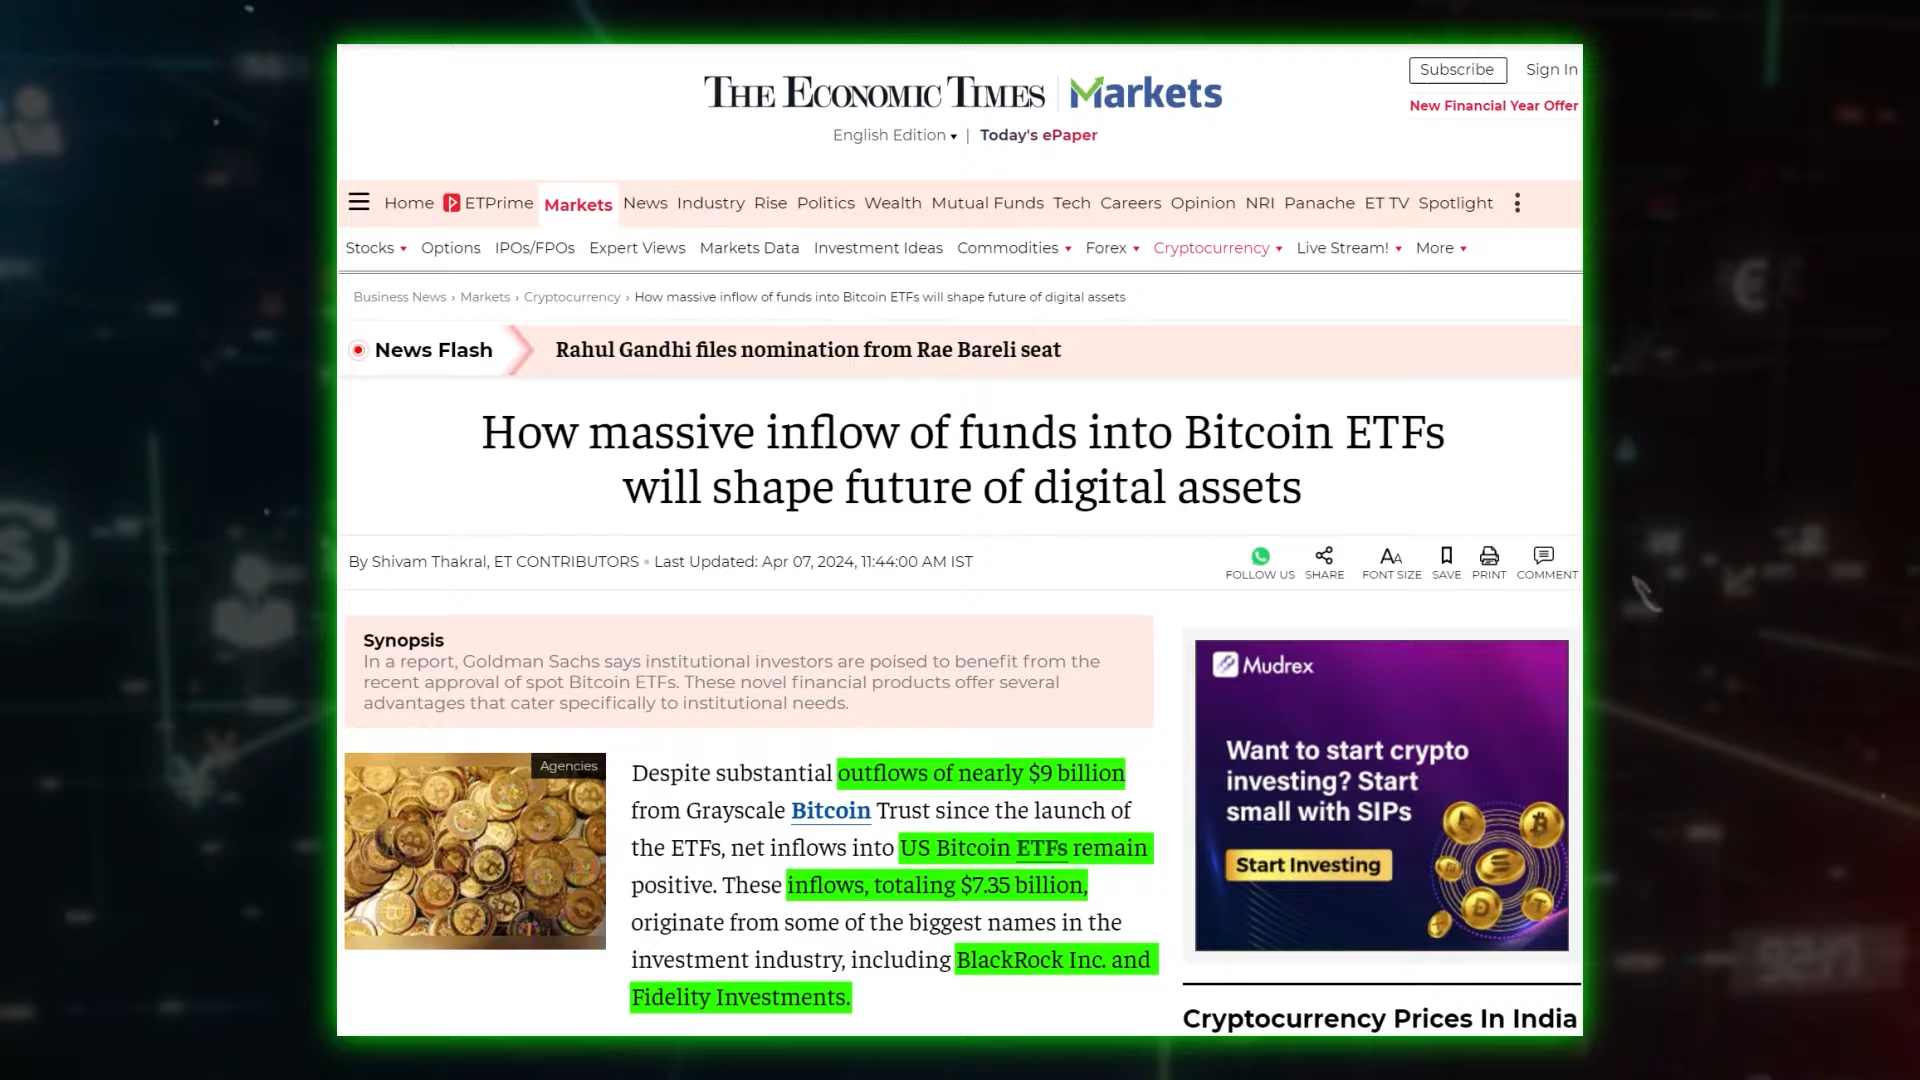 THE ECONOMIC TIMES | Markets
Subscribe Sign In
New Financial Year Offer
English Edition | Today's ePaper
Home ETPrime Markets News Industry Rise Politics Wealth Mutual Funds Tech Careers Opinion NRI Panache ET TV Spotlight
Stocks Options IPOs/FPOs Expert Views Markets Data Investment Ideas Commodities Forex Cryptocurrency Live Stream! More
Business News › Markets › Cryptocurrency › How massive inflow of funds into Bitcoin ETFs will shape future of digital assets
News Flash
Rahul Gandhi files nomination from Rae Bareli seat
How massive inflow of funds into Bitcoin ETFs
will shape future of digital assets
By Shivam Thakral, ET CONTRIBUTORS • Last Updated: Apr 07, 2024, 11:44:00 AM IST
FOLLOW US SHARE FONT SIZE SAVE PRINT COMMENT
Synopsis
In a report, Goldman Sachs says institutional investors are poised to benefit from the
recent approval of spot Bitcoin ETFs. These novel financial products offer several
advantages that cater specifically to institutional needs.
Agencies
Despite substantial outflows of nearly $9 billion
from Grayscale Bitcoin Trust since the launch of
the ETFs, net inflows into US Bitcoin ETFs remain
positive. These inflows, totaling $7.35 billion,
originate from some of the biggest names in the
investment industry, including BlackRock Inc. and
Fidelity Investments.
Mudrex
Want to start crypto
investing? Start
small with SIPs
Start Investing
Cryptocurrency Prices In India